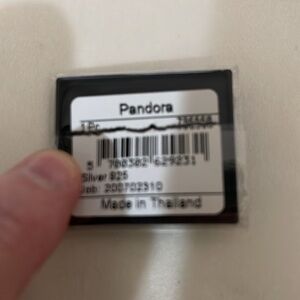 Pandora
1 Pc
5 700302 629231
Silver 925
Job: 200702310
Made in Thailand